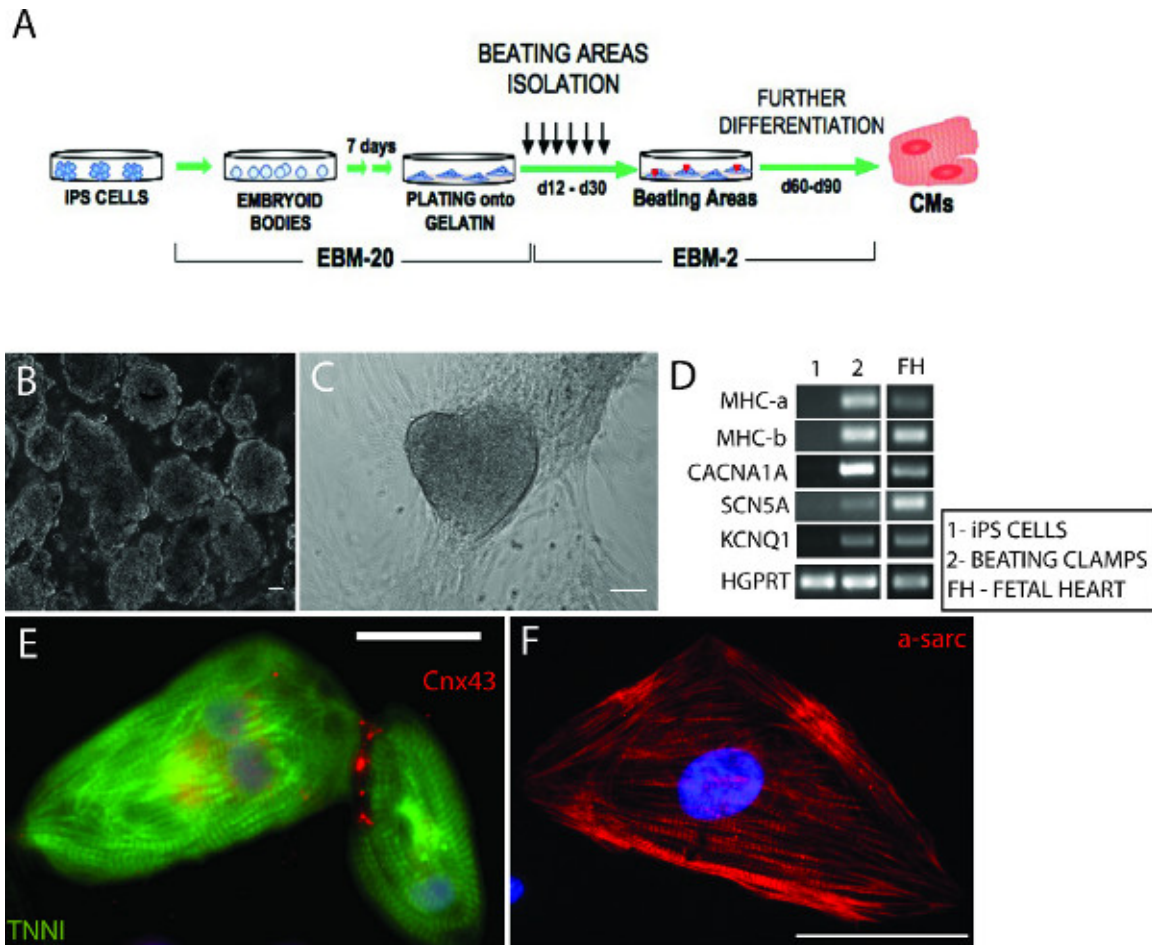 A
BEATING AREAS
ISOLATION
FURTHER
DIFFERENTIATION
7 days
d12 - d30
d60-d90
IPS CELLS
EMBRYOID
BODIES
PLATING onto
GELATIN
Beating Areas
CMs
EBM-20
EBM-2
B
C
D
1 2 FH
MHC-a
MHC-b
CACNA1A
SCN5A
KCNQ1
HGPRT
1- iPS CELLS
2- BEATING CLAMPS
FH - FETAL HEART
E
Cnx43
TNNI
F
a-sarc